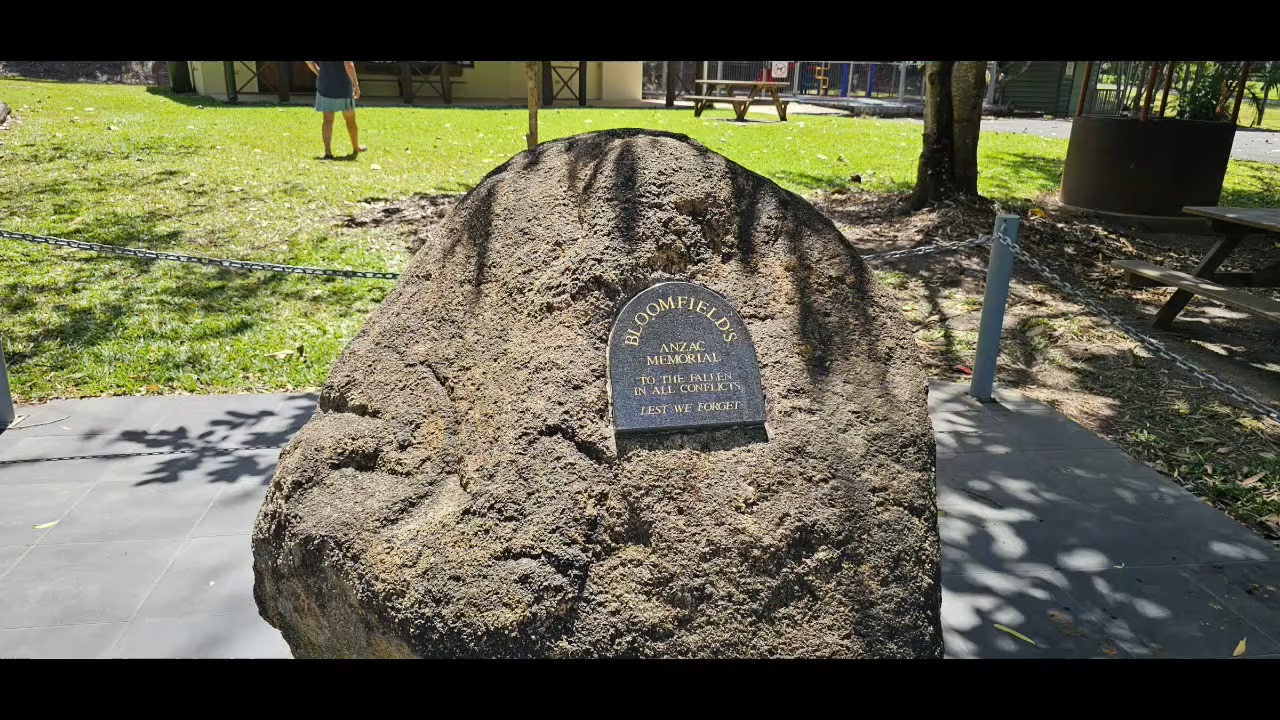 BLOOMFIELD'S
ANZAC
MEMORIAL
TO THE FALLEN
IN ALL CONFLICTS
LEST WE FORGET